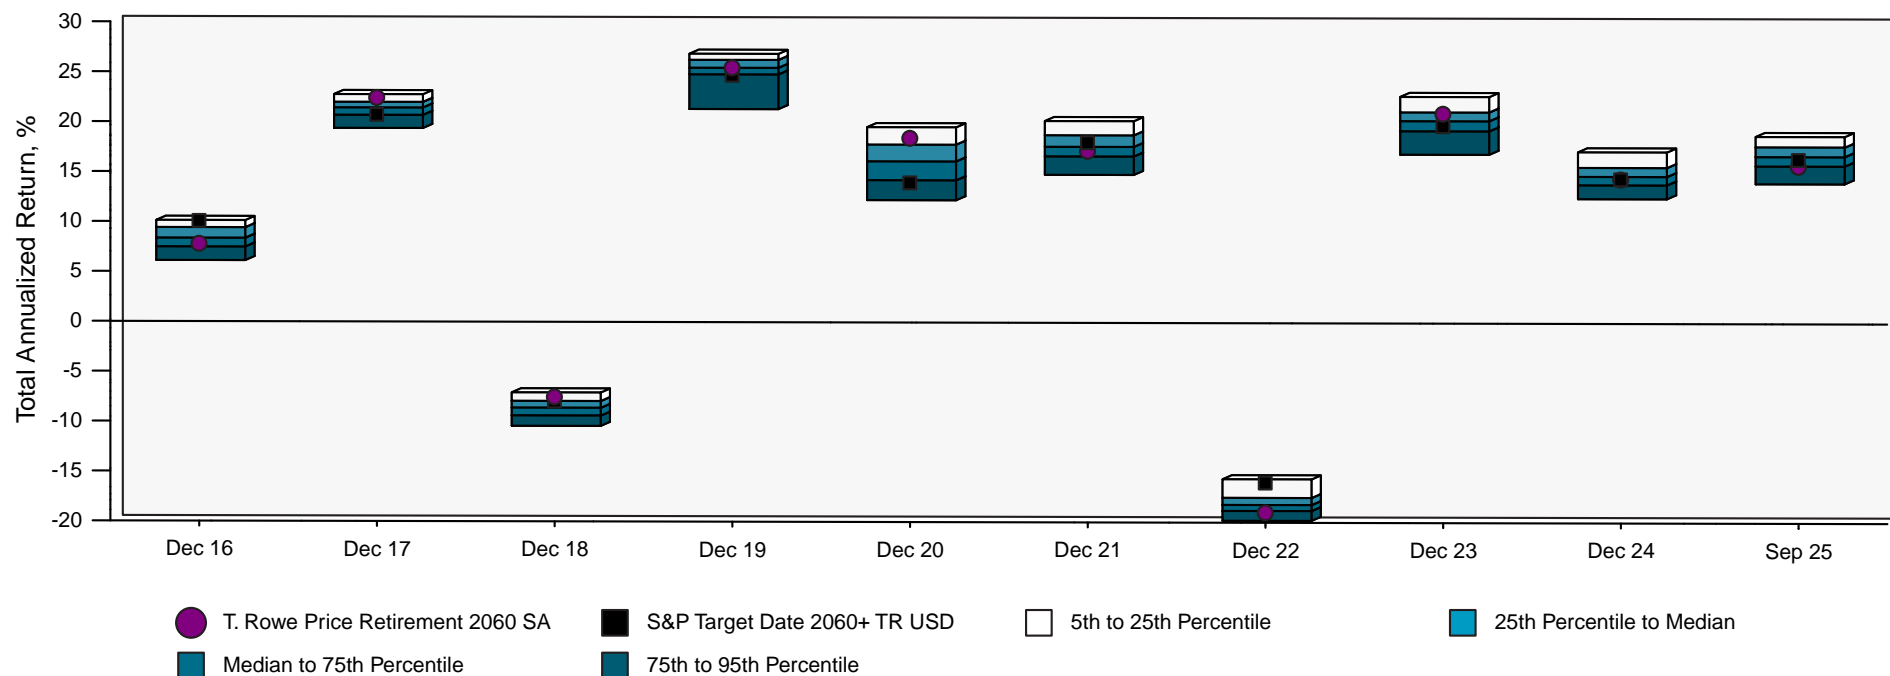 30
25
20
15
10
5
0
-5
-10
-15
-20
Total Annualized Return, %
Dec 16 Dec 17 Dec 18 Dec 19 Dec 20 Dec 21 Dec 22 Dec 23 Dec 24 Sep 25
T. Rowe Price Retirement 2060 SA S&P Target Date 2060+ TR USD 5th to 25th Percentile 25th Percentile to Median
Median to 75th Percentile 75th to 95th Percentile